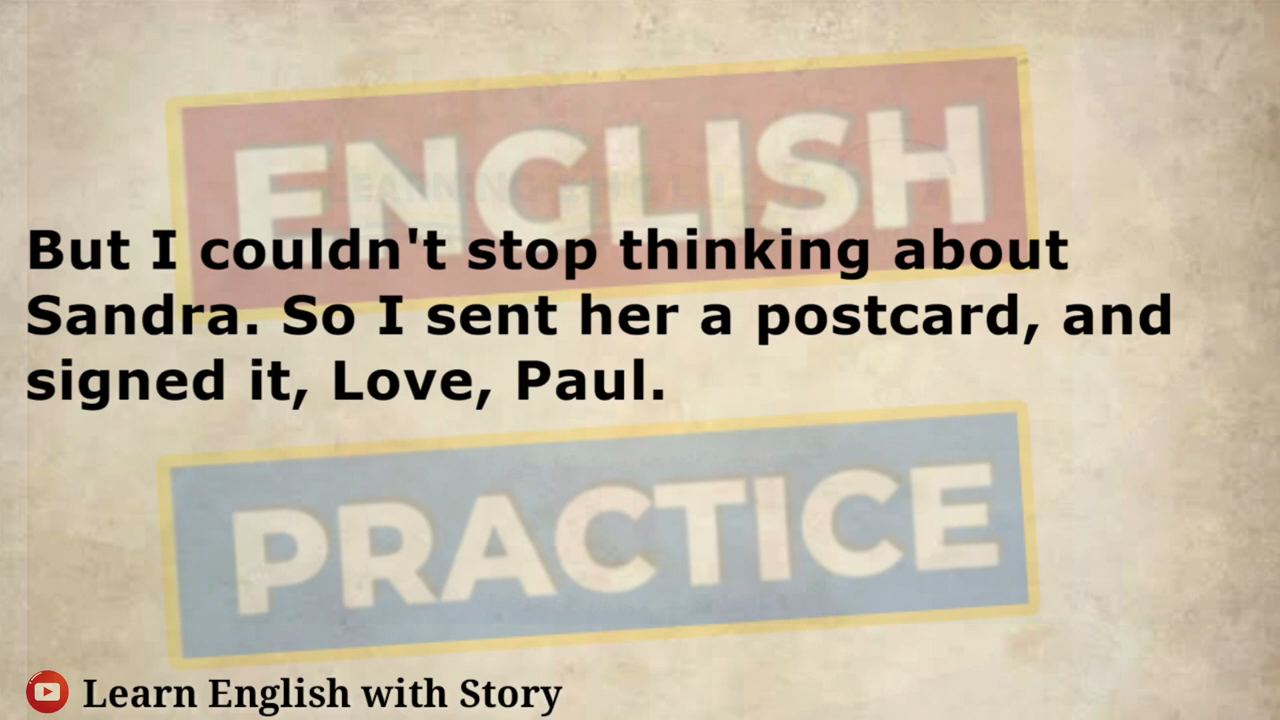 ENGLISH
But I couldn't stop thinking about
Sandra. So I sent her a postcard, and
signed it, Love, Paul.
PRACTICE
Learn English with Story